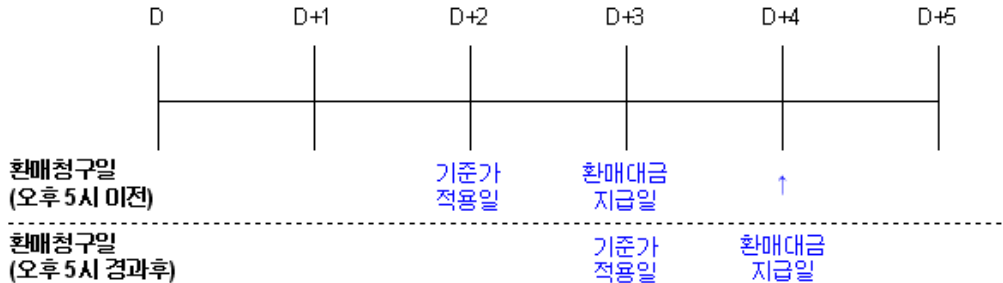 D D+1 D+2 D+3 D+4 D+5
환매청구일 기준가 환매대금 ↑
(오후 5시 이전) 적용일 지급일
환매청구일 기준가 환매대금
(오후 5시 경과후) 적용일 지급일